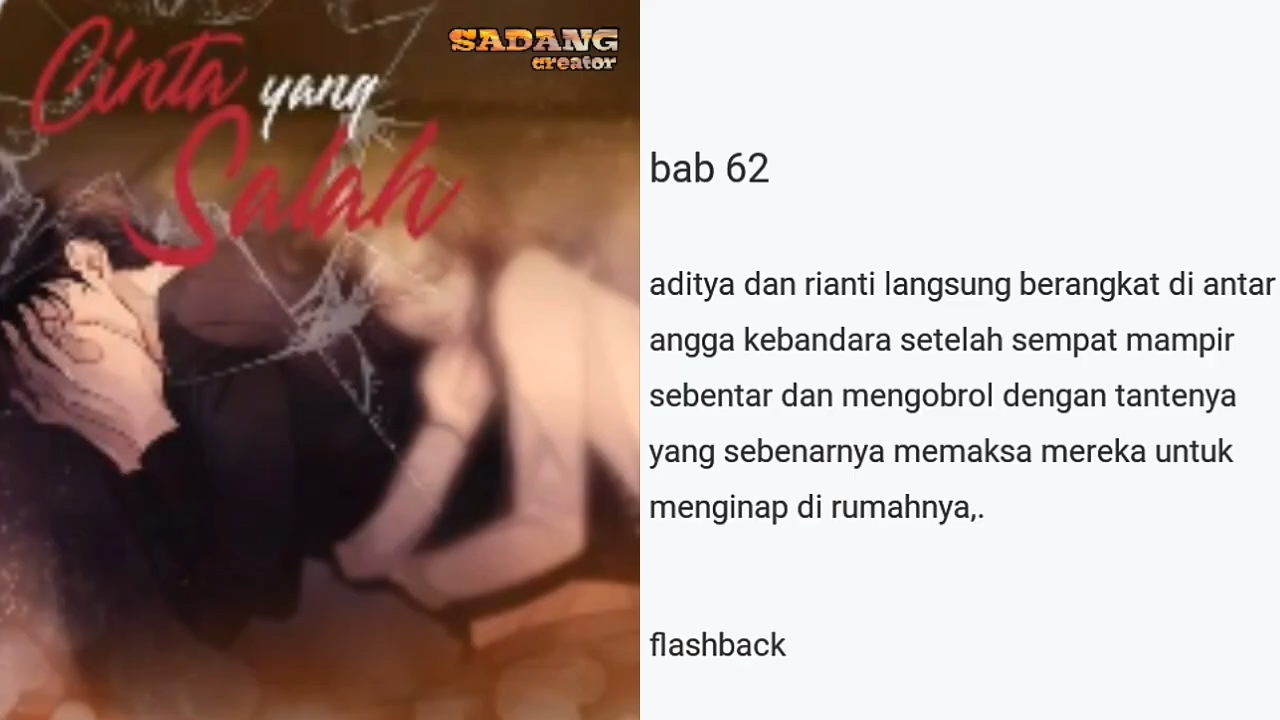 Cinta yang
Salah
SADANG
creator
bab 62
aditya dan rianti langsung berangkat di antar
angga kebandara setelah sempat mampir
sebentar dan mengobrol dengan tantenya
yang sebenarnya memaksa mereka untuk
menginap di rumahnya,.
flashback